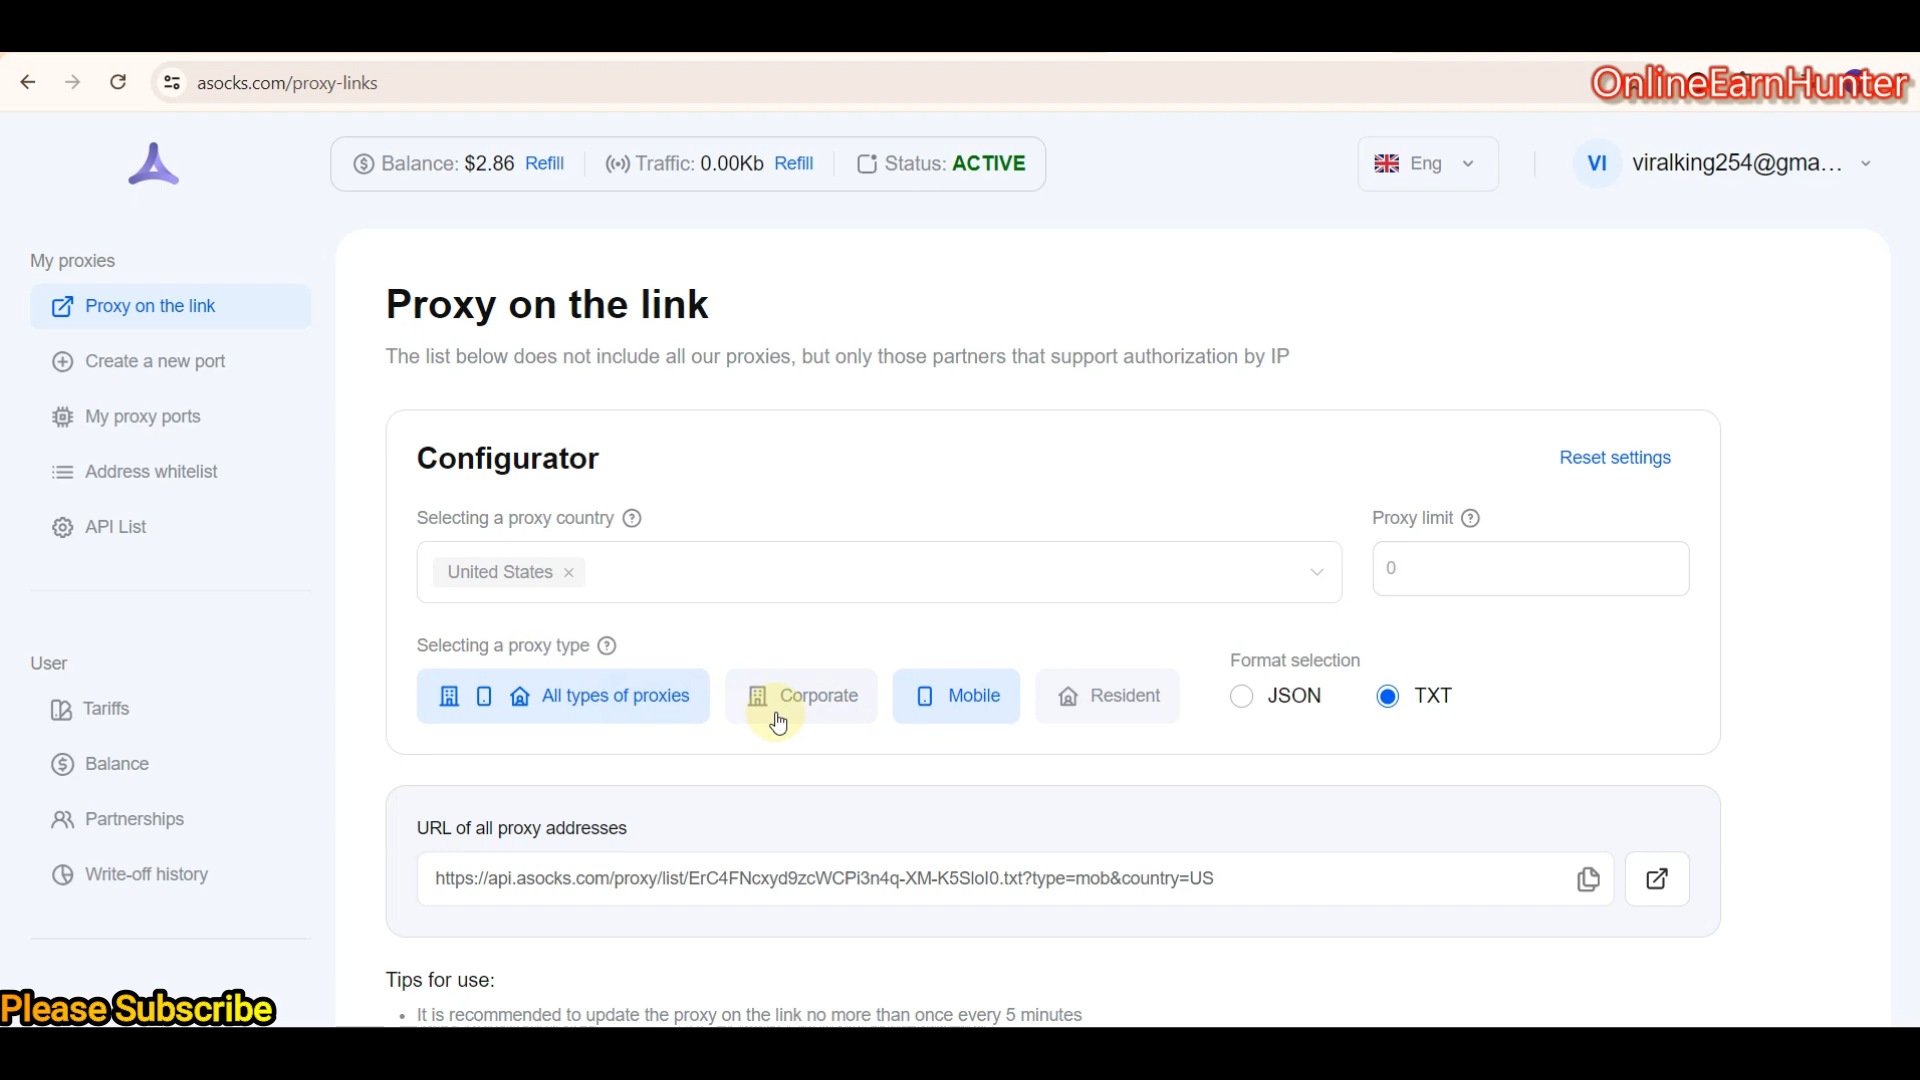 asocks.com/proxy-links
OnlineEarnHunter
Balance: $2.86 Refill
Traffic: 0.00Kb Refill
Status: ACTIVE
Eng
VI viralking254@gma...
My proxies
Proxy on the link
Create a new port
My proxy ports
Address whitelist
API List
User
Tariffs
Balance
Partnerships
Write-off history
Proxy on the link
The list below does not include all our proxies, but only those partners that support authorization by IP
Configurator
Reset settings
Selecting a proxy country ?
Proxy limit ?
United States ×
0
Selecting a proxy type ?
Format selection
All types of proxies
Corporate
Mobile
Resident
JSON
TXT
URL of all proxy addresses
https://api.asocks.com/proxy/list/ErC4FNcxyd9zcWCPi3n4q-XM-K5SloI0.txt?type=mob&country=US
Tips for use:
• It is recommended to update the proxy on the link no more than once every 5 minutes
Please Subscribe